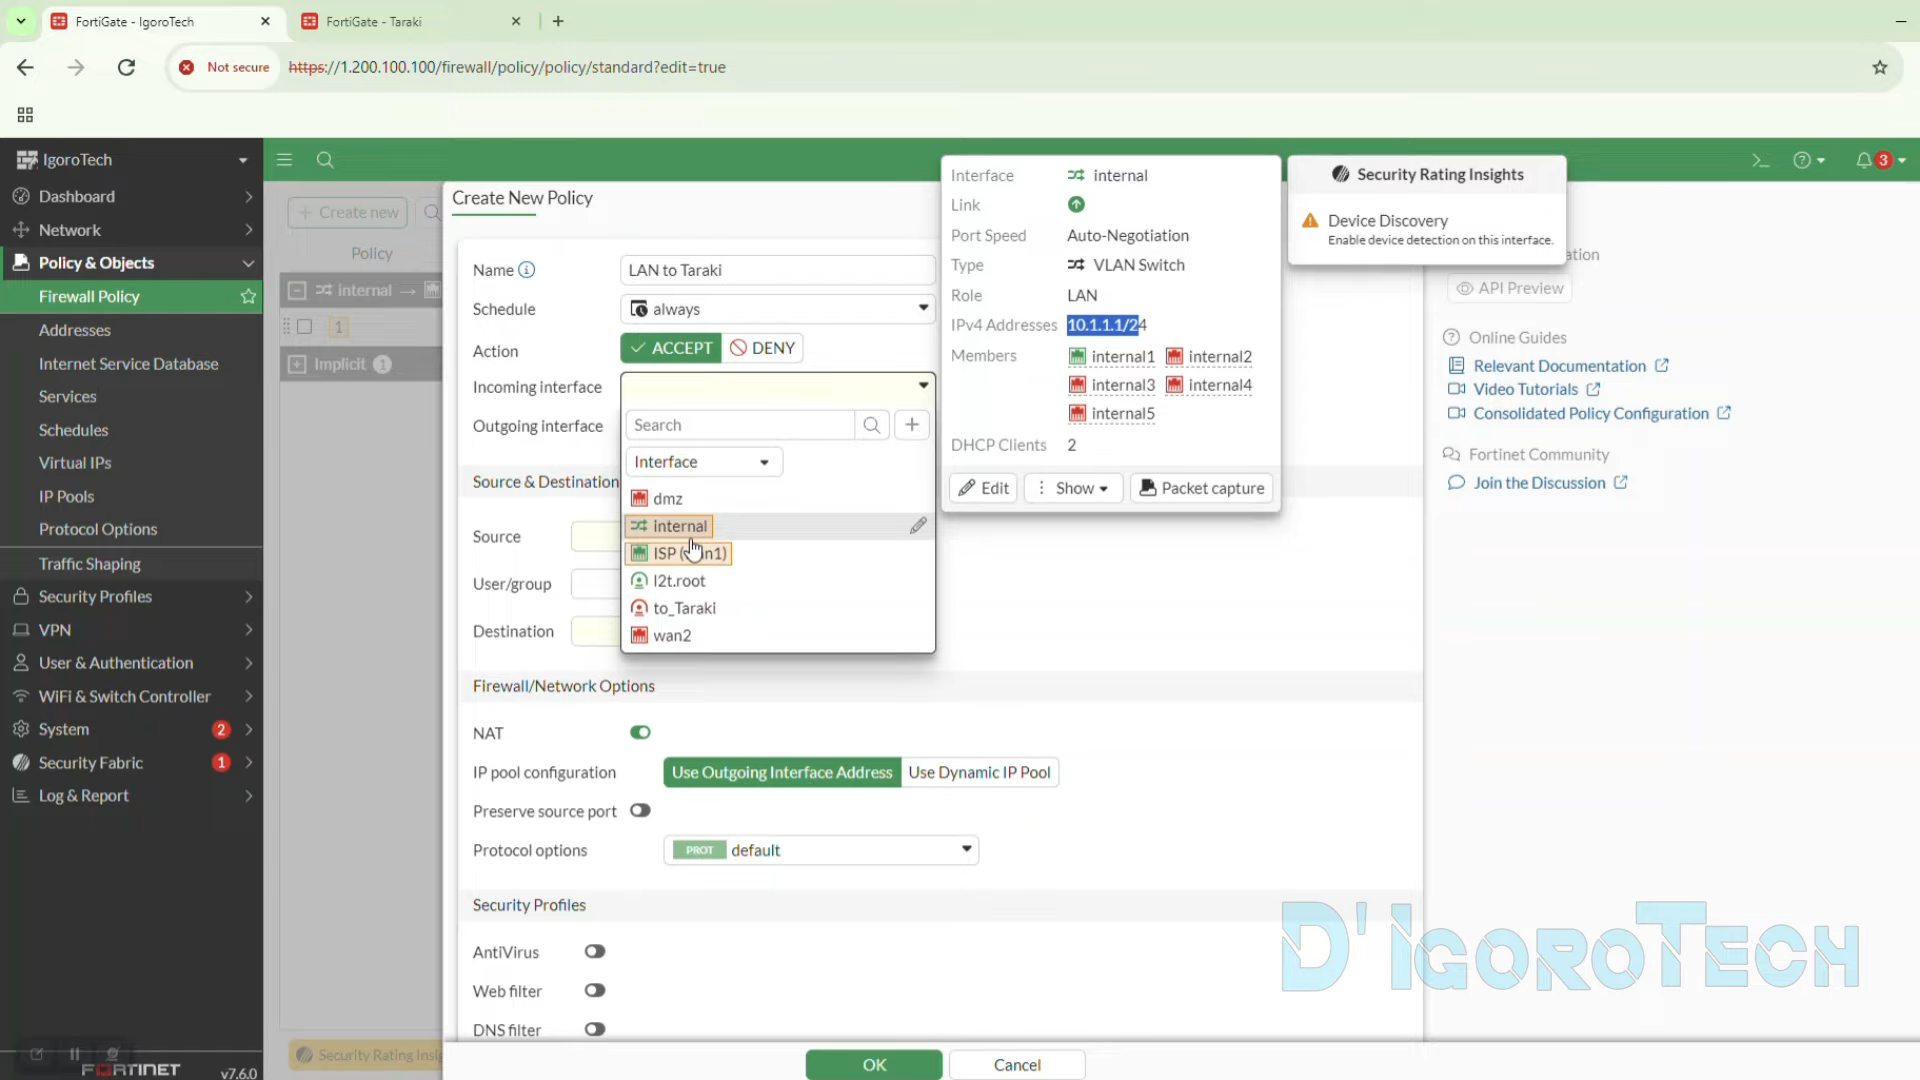 FortiGate - IgoroTech
FortiGate - Taraki
Not secure
https://1.200.100.100/firewall/policy/policy/standard?edit=true
IgoroTech
Dashboard
Network
Policy & Objects
Firewall Policy
Addresses
Internet Service Database
Services
Schedules
Virtual IPs
IP Pools
Protocol Options
Traffic Shaping
Security Profiles
VPN
User & Authentication
WiFi & Switch Controller
System 2
Security Fabric 1
Log & Report
FORTINET v7.6.0
3
Create new
Policy
internal →
1
Implicit 1
Create New Policy
Name
LAN to Taraki
Schedule
always
Action
ACCEPT
DENY
Incoming interface
Outgoing interface
Search
Interface
dmz
internal
l2t.root
to_Taraki
wan2
Source & Destination
Source
User/group
Destination
Firewall/Network Options
NAT
IP pool configuration
Use Outgoing Interface Address
Use Dynamic IP Pool
Preserve source port
Protocol options
PROT default
Security Profiles
AntiVirus
Web filter
DNS filter
OK
Cancel
Interface internal
Link
Port Speed Auto-Negotiation
Type VLAN Switch
Role LAN
IPv4 Addresses 10.1.1.1/24
Members internal1 internal2
internal3 internal4
internal5
DHCP Clients 2
Edit
Show
Packet capture
Security Rating Insights
Device Discovery
Enable device detection on this interface.
API Preview
Online Guides
Relevant Documentation
Video Tutorials
Consolidated Policy Configuration
Fortinet Community
Join the Discussion
D'IGOROTECH